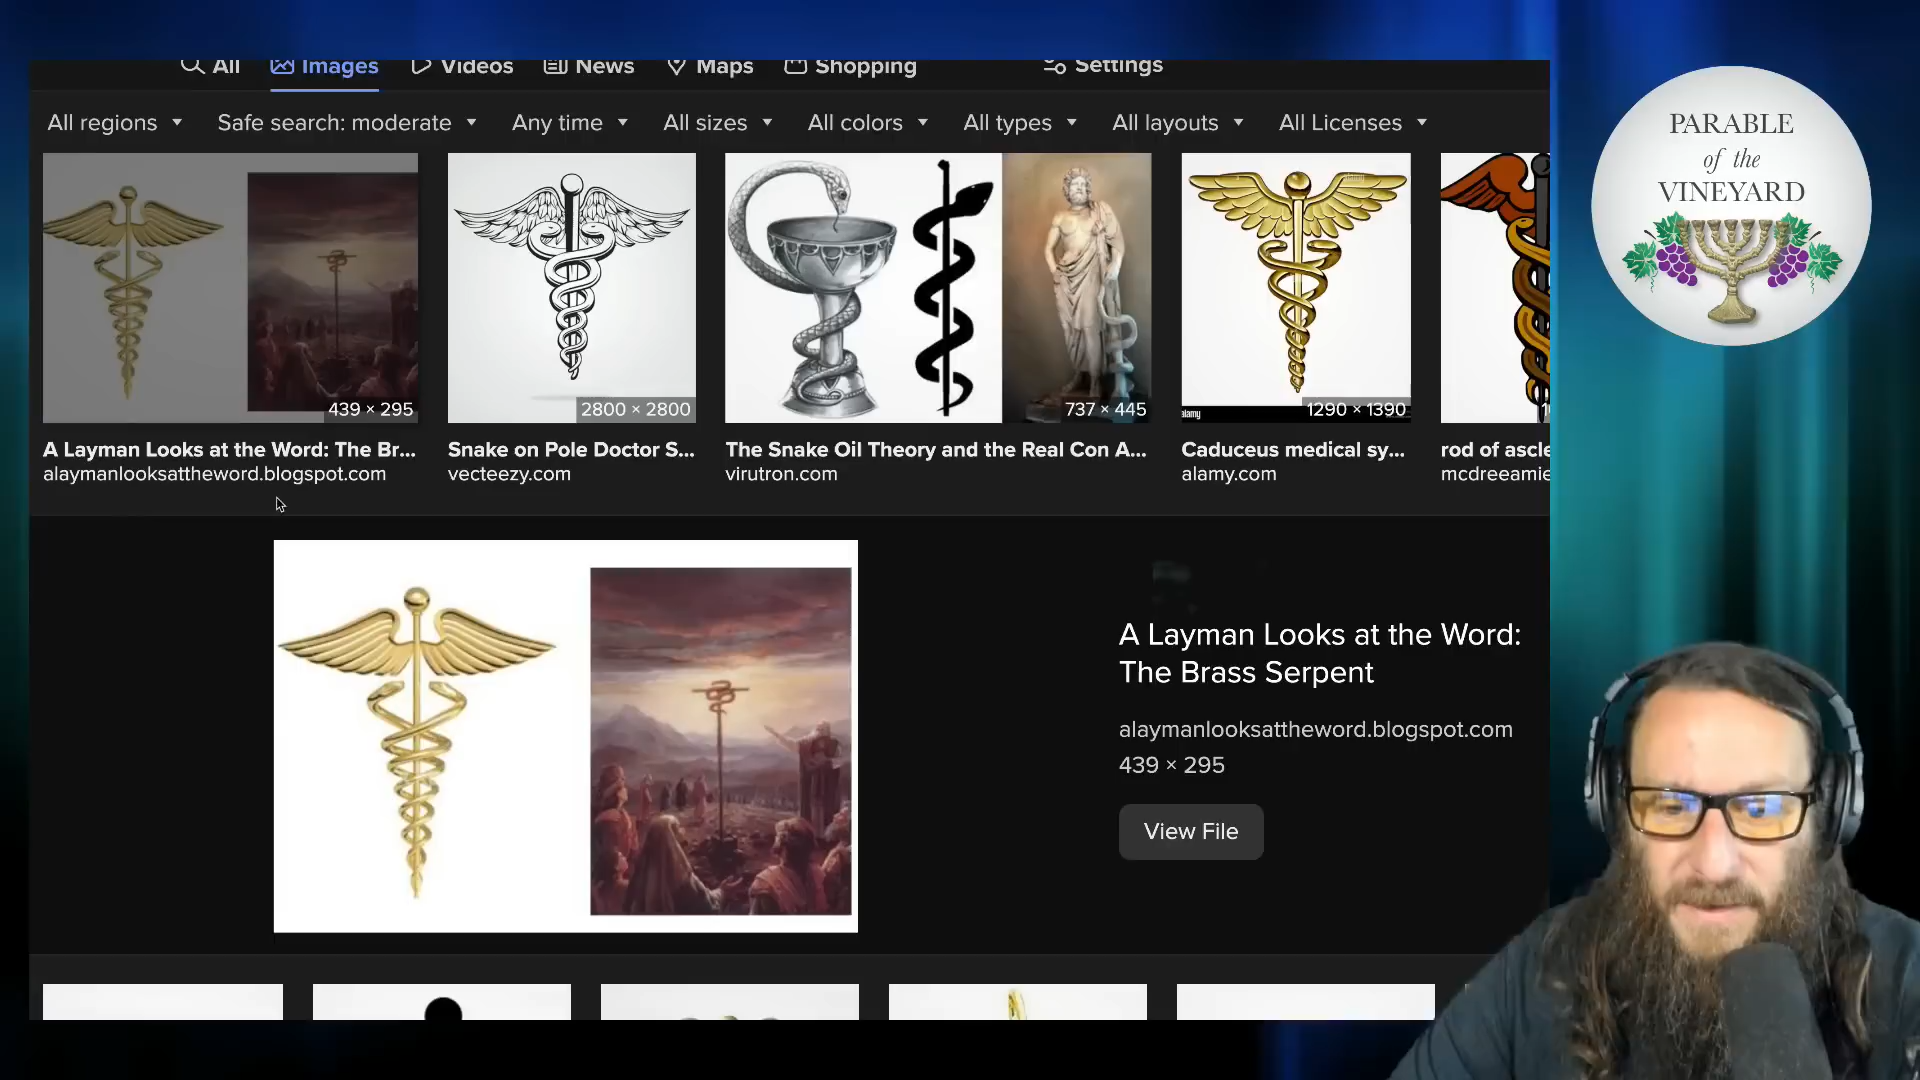 All
Images
Videos
News
Maps
Shopping
Settings
All regions
Safe search: moderate
Any time
All sizes
All colors
All types
All layouts
All Licenses
439 × 295
2800 × 2800
737 × 445
alamy
1290 × 1390
A Layman Looks at the Word: The Br...
alaymanlooksattheword.blogspot.com
Snake on Pole Doctor S...
vecteezy.com
The Snake Oil Theory and the Real Con A...
virutron.com
Caduceus medical sy...
alamy.com
rod of ascle
mcdreeamie
A Layman Looks at the Word:
The Brass Serpent
alaymanlooksattheword.blogspot.com
439 × 295
View File
PARABLE
of the
VINEYARD